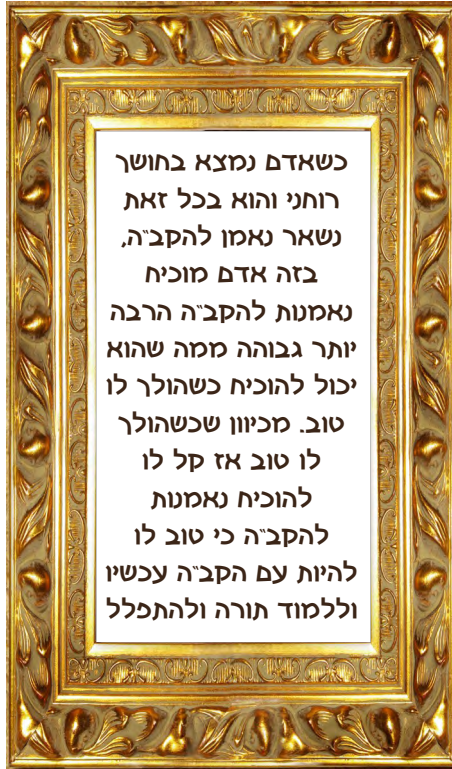 כשאדם נמצא בחושך
רוחני והוא בכל זאת
נשאר נאמן להקב״ה,
בזה אדם מוכיח
נאמנות להקב״ה הרבה
יותר גבוהה ממה שהוא
יכול להוכיח כשהולך לו
טוב. מכיוון שכשהולך
לו טוב אז קל לו
להוכיח נאמנות
להקב״ה כי טוב לו
להיות עם הקב״ה עכשיו
וללמוד תורה ולהתפלל